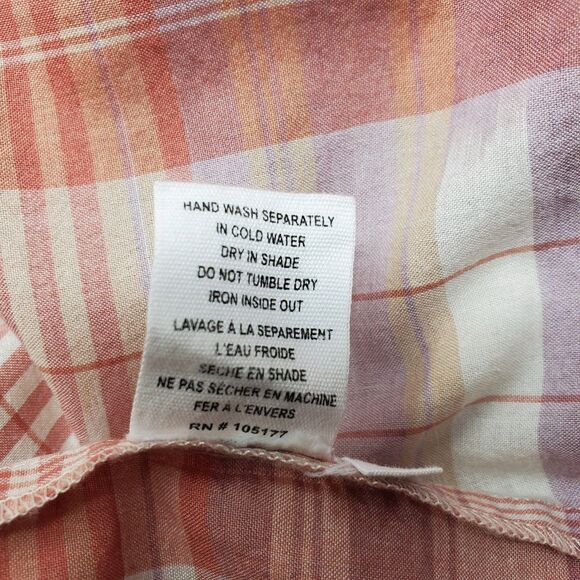 HAND WASH SEPARATELY
IN COLD WATER
DRY IN SHADE
DO NOT TUMBLE DRY
IRON INSIDE OUT
LAVAGE À LA SEPAREMENT
L'EAU FROIDE
SÈCHE EN SHADE
NE PAS SÉCHER EN MACHINE
FER À L'ENVERS
RN # 105177